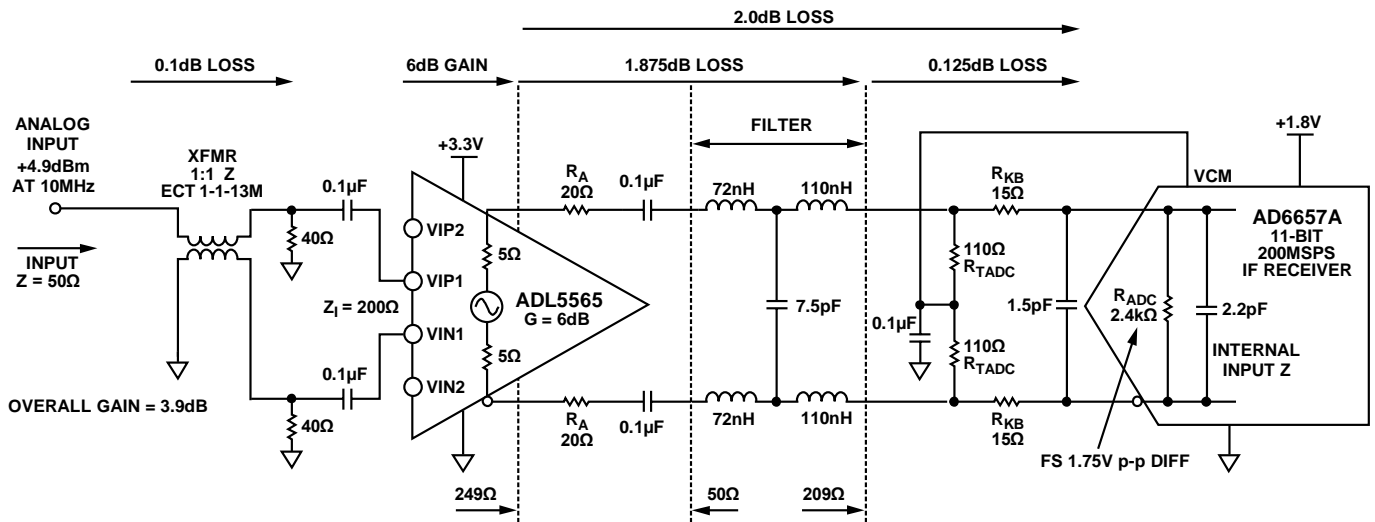 2.0dB LOSS
0.1dB LOSS
6dB GAIN
1.875dB LOSS
0.125dB LOSS
ANALOG
INPUT
+4.9dBm
AT 10MHz
XFMR
1:1 Z
ECT 1-1-13M
0.1µF
40Ω
INPUT
Z = 50Ω
0.1µF
40Ω
OVERALL GAIN = 3.9dB
+3.3V
VIP2
VIP1
VIN1
VIN2
Z_I = 200Ω
5Ω
5Ω
ADL5565
G = 6dB
R_A
20Ω
0.1µF
R_A
20Ω
0.1µF
FILTER
72nH
110nH
7.5pF
72nH
110nH
VCM
R_KB
15Ω
110Ω
R_TADC
0.1µF
110Ω
R_TADC
1.5pF
R_KB
15Ω
+1.8V
AD6657A
11-BIT
200MSPS
IF RECEIVER
R_ADC
2.4kΩ
2.2pF
INTERNAL
INPUT Z
FS 1.75V p-p DIFF
249Ω
50Ω
209Ω